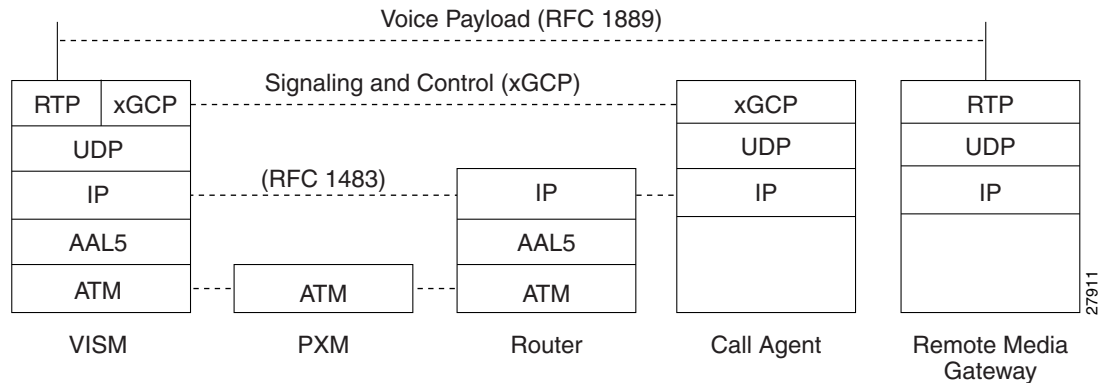 Voice Payload (RFC 1889)
Signaling and Control (xGCP)
RTP xGCP xGCP RTP
UDP UDP UDP
(RFC 1483)
IP IP IP IP
AAL5 AAL5
ATM ATM ATM
27911
VISM PXM Router Call Agent Remote Media
Gateway